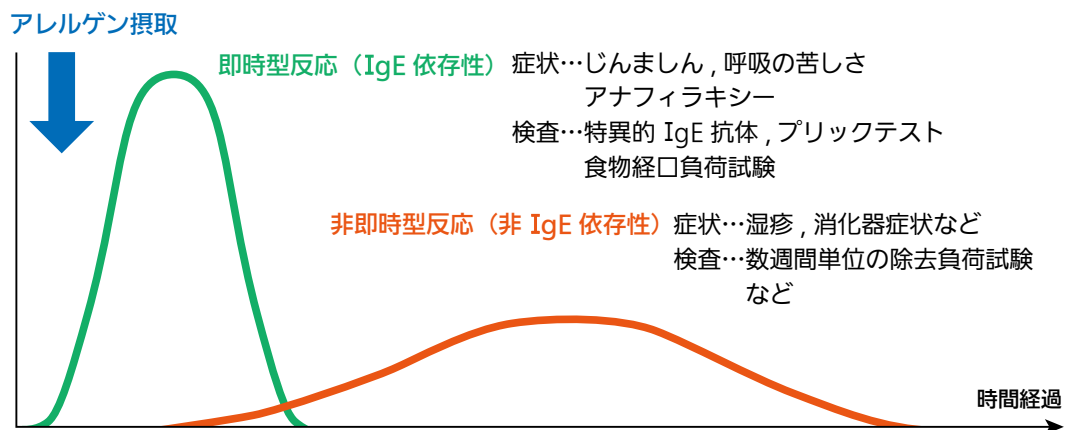 アレルゲン摂取
即時型反応（IgE 依存性） 症状…じんましん , 呼吸の苦しさ
アナフィラキシー
検査…特異的 IgE 抗体 , プリックテスト
食物経口負荷試験
非即時型反応（非 IgE 依存性） 症状…湿疹 , 消化器症状など
検査…数週間単位の除去負荷試験
など
時間経過